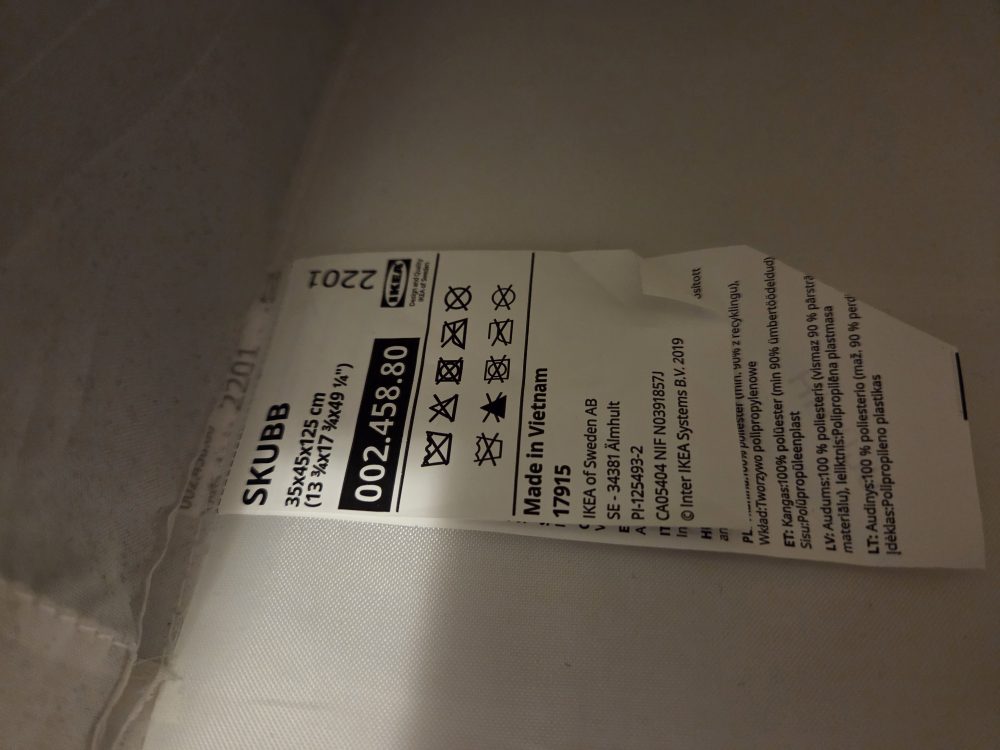 SKUBB
35x45x125 cm
(13 ¾x17 ¾x49 ¼")
2201
IKEA
Design and Quality
IKEA of Sweden
002.458.80
Made in Vietnam
17915
IKEA of Sweden AB
SE - 34381 Älmhult
PI-125493-2
CA05404 NIF N0391857J
© Inter IKEA Systems B.V. 2019
Wkład:Tworzywo polipropylenowe
ET: Kangas:100% polüester (min 90% ümbertöödeldud)
Sisu:Polüpropüleenplast
LV: Audums:100 % poliesteris (vismaz 90 % pārstrā
materiālu), Ieliktnis:Polipropilēna plastmasa
LT: Audinys:100 % poliesterio (maž. 90 % perd
Įdėklas:Polipropileno plastikas
2201